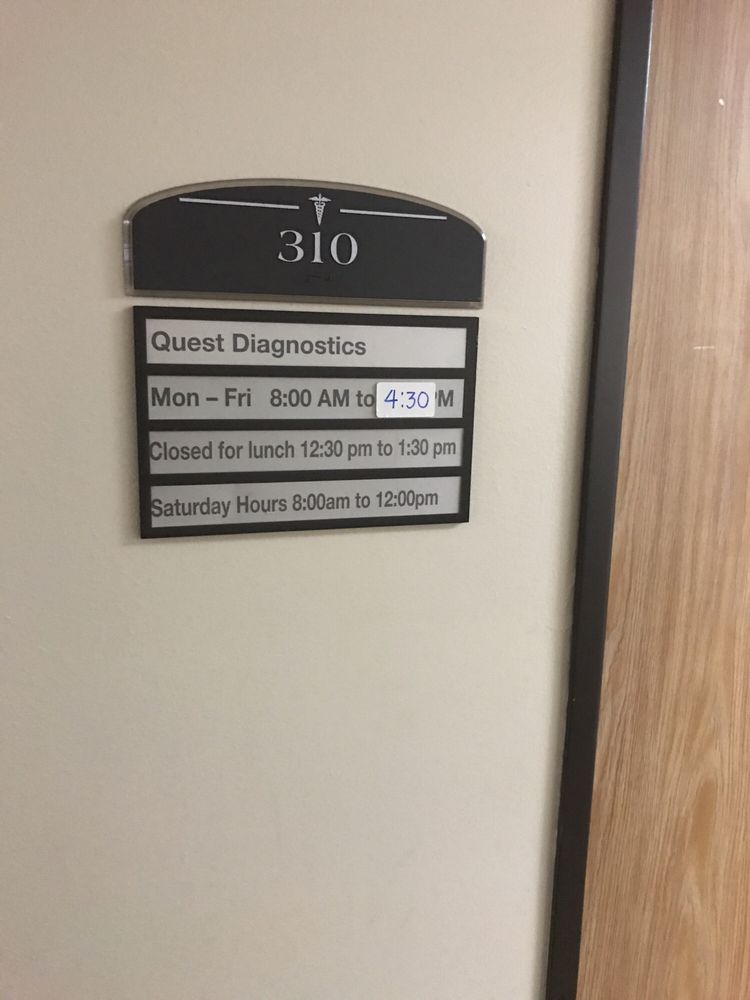 310
Quest Diagnostics
Mon – Fri 8:00 AM to 4:30 PM
Closed for lunch 12:30 pm to 1:30 pm
Saturday Hours 8:00am to 12:00pm